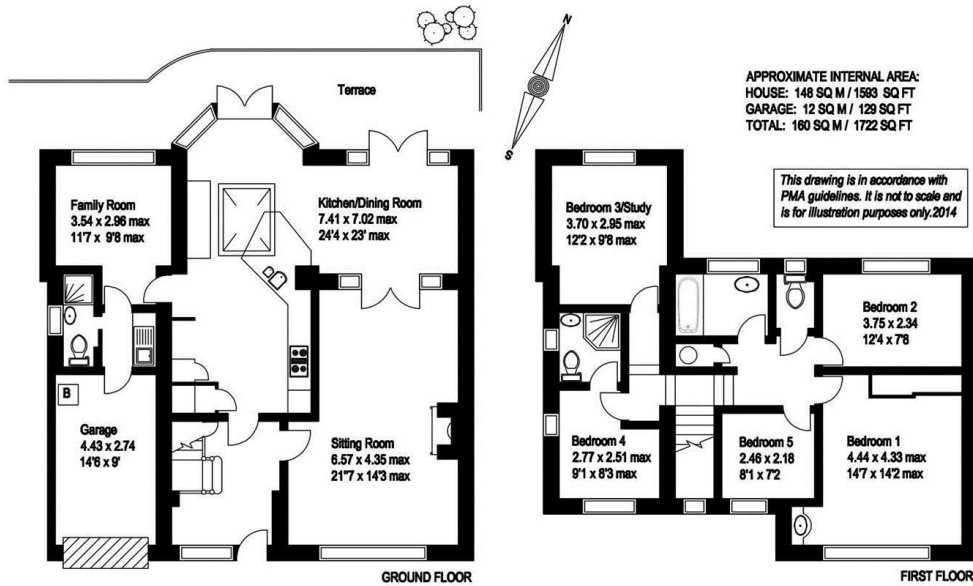 N
S
APPROXIMATE INTERNAL AREA:
HOUSE: 148 SQ M / 1593 SQ FT
GARAGE: 12 SQ M / 129 SQ FT
TOTAL: 160 SQ M / 1722 SQ FT
This drawing is in accordance with
PMA guidelines. It is not to scale and
is for illustration purposes only.2014
Terrace
Family Room
3.54 x 2.96 max
11'7 x 9'8 max
Kitchen/Dining Room
7.41 x 7.02 max
24'4 x 23' max
B
Garage
4.43 x 2.74
14'6 x 9'
Sitting Room
6.57 x 4.35 max
21"7 x 14'3 max
GROUND FLOOR
Bedroom 3/Study
3.70 x 2.95 max
12'2 x 9'8 max
Bedroom 2
3.75 x 2.34
12'4 x 7'8
Bedroom 4
2.77 x 2.51 max
9'1 x 8'3 max
Bedroom 5
2.46 x 2.18
8'1 x 7'2
Bedroom 1
4.44 x 4.33 max
14'7 x 14'2 max
FIRST FLOOR